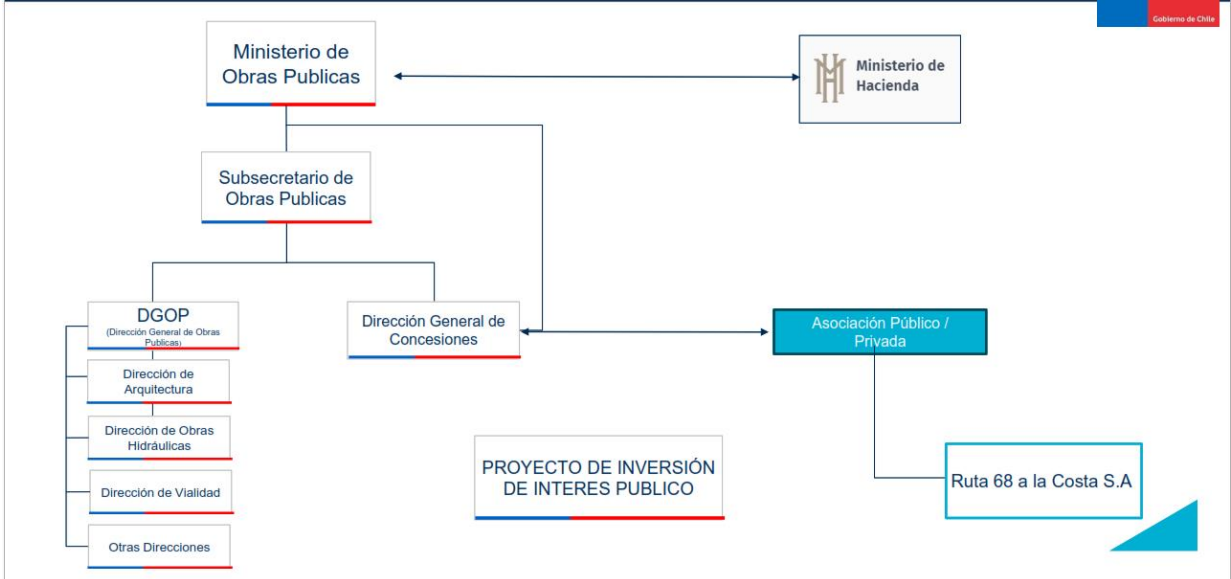 Gobierno de Chile
Ministerio de
Obras Publicas
Ministerio de
Hacienda
Subsecretario de
Obras Publicas
DGOP
(Dirección General de Obras
Publicas)
Dirección General de
Concesiones
Asociación Público /
Privada
Dirección de
Arquitectura
Dirección de Obras
Hidráulicas
PROYECTO DE INVERSIÓN
DE INTERES PUBLICO
Ruta 68 a la Costa S.A
Dirección de Vialidad
Otras Direcciones